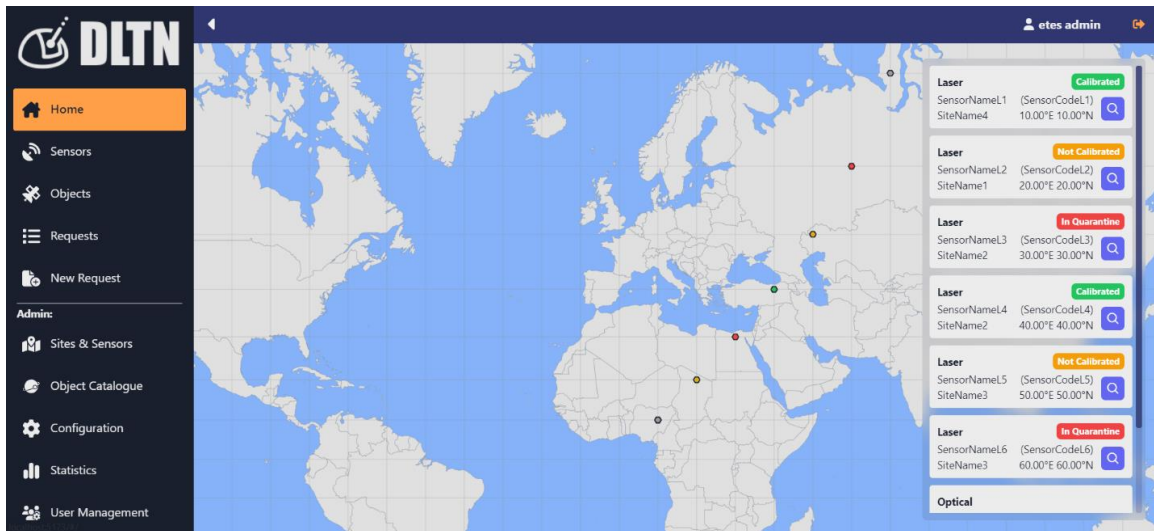 DLTN
etes admin
Home
Sensors
Objects
Requests
New Request
Admin:
Sites & Sensors
Object Catalogue
Configuration
Statistics
User Management
Laser Calibrated
SensorNameL1 (SensorCodeL1)
SiteName4 10.00°E 10.00°N
Laser Not Calibrated
SensorNameL2 (SensorCodeL2)
SiteName1 20.00°E 20.00°N
Laser In Quarantine
SensorNameL3 (SensorCodeL3)
SiteName2 30.00°E 30.00°N
Laser Calibrated
SensorNameL4 (SensorCodeL4)
SiteName2 40.00°E 40.00°N
Laser Not Calibrated
SensorNameL5 (SensorCodeL5)
SiteName3 50.00°E 50.00°N
Laser In Quarantine
SensorNameL6 (SensorCodeL6)
SiteName3 60.00°E 60.00°N
Optical